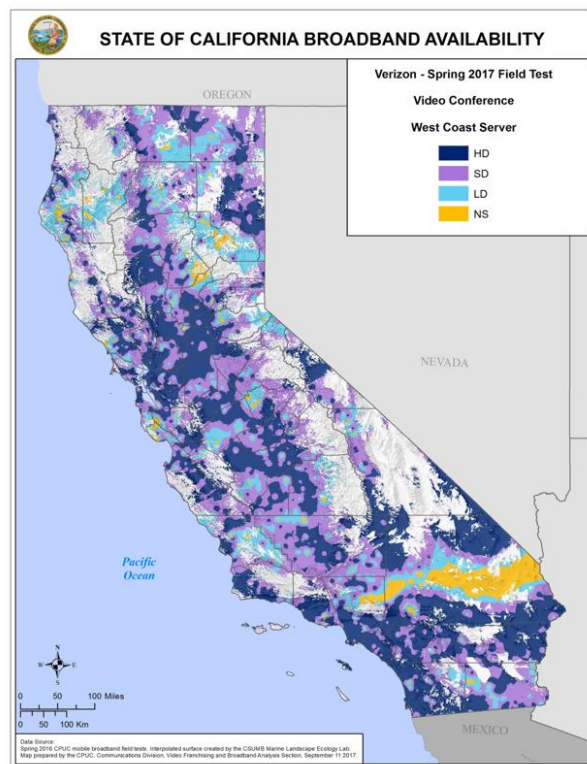 STATE OF CALIFORNIA BROADBAND AVAILABILITY
Verizon - Spring 2017 Field Test
Video Conference
West Coast Server
HD
SD
LD
NS
OREGON
NEVADA
Pacific
Ocean
N
W E
S
0 50 100 Miles
0 50 100 Km
MEXICO
Data Source:
Spring 2016 CPUC mobile broadband field tests. Interpolated surface created by the CSUMB Marine Landscape Ecology Lab.
Map prepared by the CPUC, Communications Division, Video Franchising and Broadband Analysis Section, September 11 2017